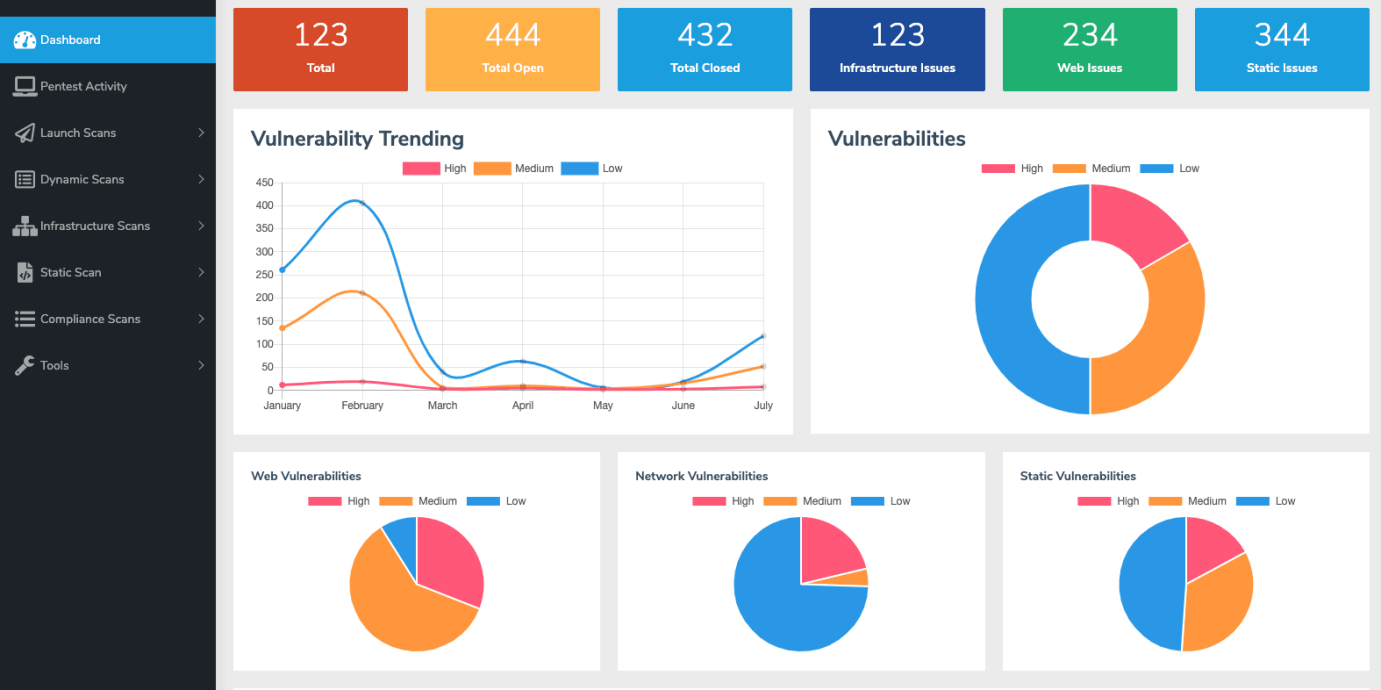 Dashboard
Pentest Activity
Launch Scans
Dynamic Scans
Infrastructure Scans
Static Scan
Compliance Scans
Tools
123 444 432 123 234 344
Total Total Open Total Closed Infrastructure Issues Web Issues Static Issues
Vulnerability Trending
High Medium Low
450
400
350
300
250
200
150
100
50
0
January February March April May June July
Vulnerabilities
High Medium Low
Web Vulnerabilities
High Medium Low
Network Vulnerabilities
High Medium Low
Static Vulnerabilities
High Medium Low